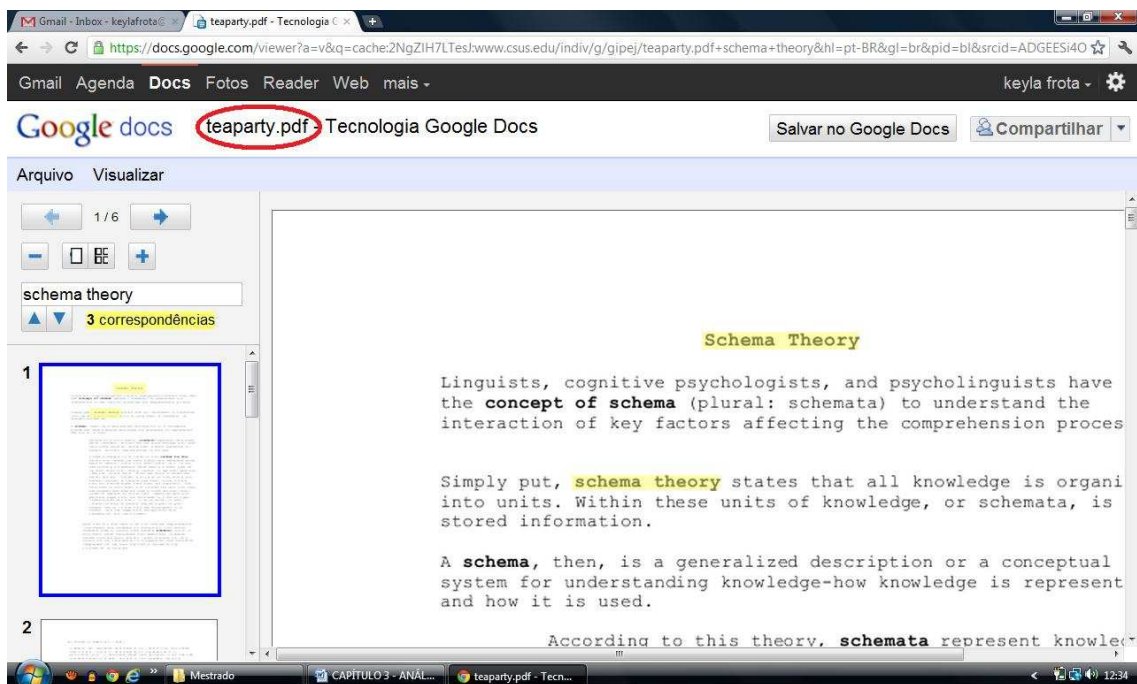 Gmail - Inbox - keylafrota@
teaparty.pdf - Tecnologia G
https://docs.google.com/viewer?a=v&q=cache:2NgZIH7LTesJ:www.csus.edu/indiv/g/gipej/teaparty.pdf+schema+theory&hl=pt-BR&gl=br&pid=bl&srcid=ADGEESi4O
Gmail Agenda Docs Fotos Reader Web mais
keyla frota
Google docs
teaparty.pdf - Tecnologia Google Docs
Salvar no Google Docs
Compartilhar
Arquivo Visualizar
1 / 6
schema theory
3 correspondências
1
2
Schema Theory
Linguists, cognitive psychologists, and psycholinguists have
the concept of schema (plural: schemata) to understand the
interaction of key factors affecting the comprehension proces
Simply put, schema theory states that all knowledge is organi
into units. Within these units of knowledge, or schemata, is
stored information.
A schema, then, is a generalized description or a conceptual
system for understanding knowledge-how knowledge is represent
and how it is used.
According to this theory, schemata represent knowled
Mestrado
CAPÍTULO 3 - ANÁL...
teaparty.pdf - Tecn...
12:34